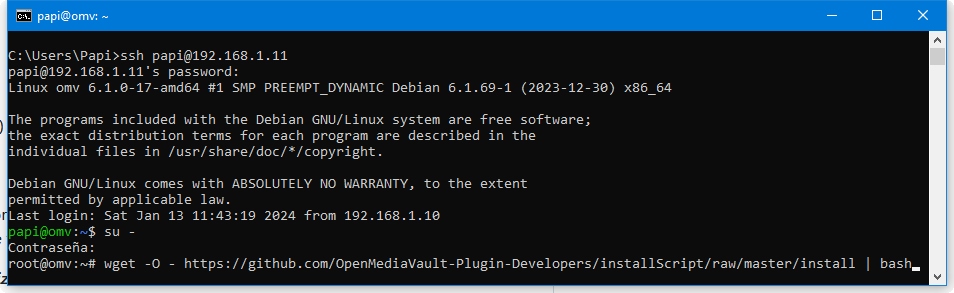 papi@omv: ~
C:\Users\Papi>ssh papi@192.168.1.11
papi@192.168.1.11's password:
Linux omv 6.1.0-17-amd64 #1 SMP PREEMPT_DYNAMIC Debian 6.1.69-1 (2023-12-30) x86_64
The programs included with the Debian GNU/Linux system are free software;
the exact distribution terms for each program are described in the
individual files in /usr/share/doc/*/copyright.
Debian GNU/Linux comes with ABSOLUTELY NO WARRANTY, to the extent
permitted by applicable law.
Last login: Sat Jan 13 11:43:19 2024 from 192.168.1.10
papi@omv:~$ su -
Contraseña:
root@omv:~# wget -O - https://github.com/OpenMediaVault-Plugin-Developers/installScript/raw/master/install | bash